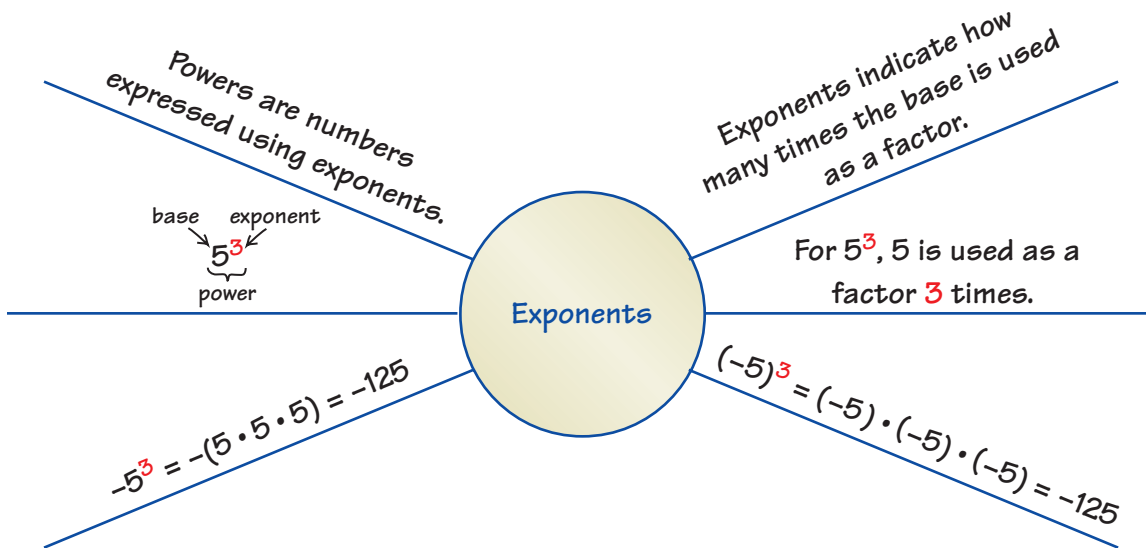 Powers are numbers
expressed using exponents.
base exponent
5³
power
-5³ = -(5 • 5 • 5) = -125
Exponents
Exponents indicate how
many times the base is used
as a factor.
For 5³, 5 is used as a
factor 3 times.
(-5)³ = (-5) • (-5) • (-5) = -125